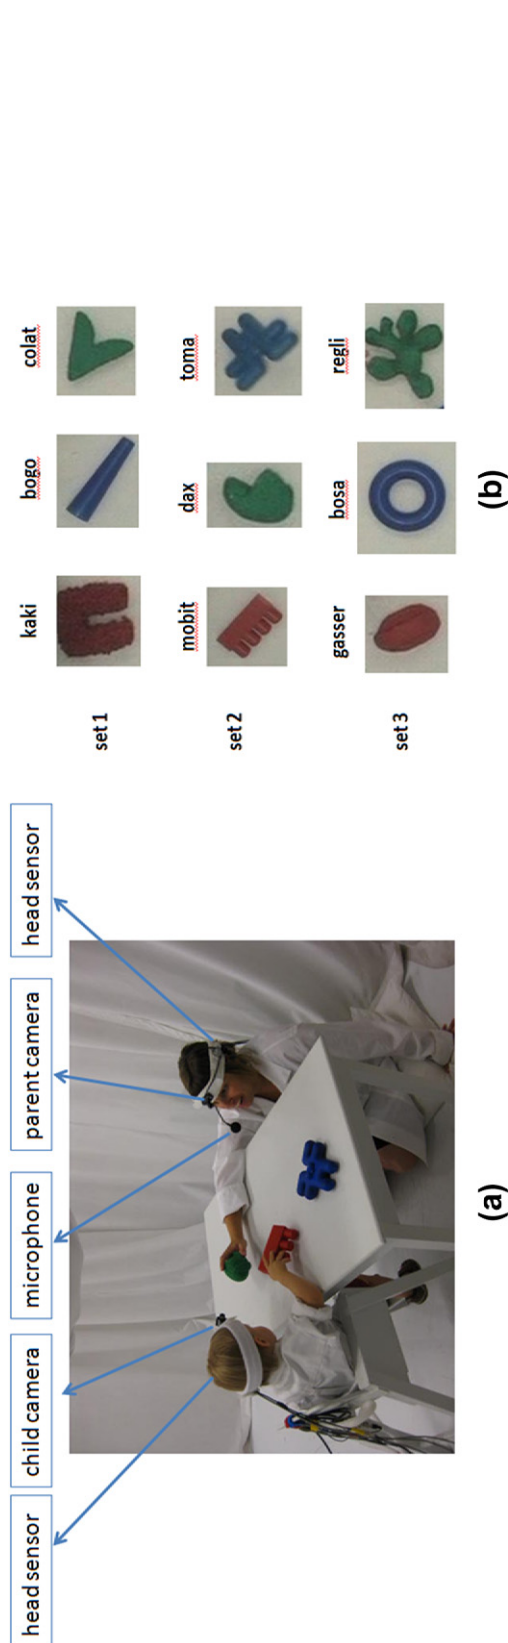 head sensor
child camera
microphone
parent camera
head sensor
(a)
kaki
bogo
colat
set 1
mobit
dax
toma
set 2
gasser
bosa
regli
set 3
(b)